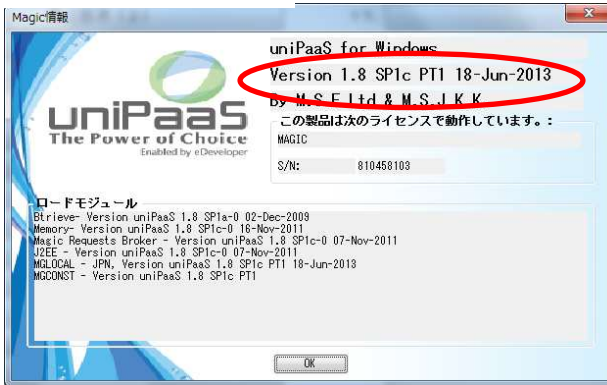 Magic情報
uniPaaS for Windows
Version 1.8 SP1c PT1 18-Jun-2013
By M.S.E Ltd & M.S.J K.K
uniPaaS
The Power of Choice
Enabled by eDeveloper
この製品は次のライセンスで動作しています。:
MAGIC
S/N: 810458103
ロードモジュール
Btrieve- Version uniPaaS 1.8 SP1a-0 02-Dec-2009
Memory- Version uniPaaS 1.8 SP1c-0 16-Nov-2011
Magic Requests Broker - Version uniPaaS 1.8 SP1c-0 07-Nov-2011
J2EE - Version uniPaaS 1.8 SP1c-0 07-Nov-2011
MGLOCAL - JPN, Version uniPaaS 1.8 SP1c PT1 18-Jun-2013
MGCONST - Version uniPaaS 1.8 SP1c PT1
OK